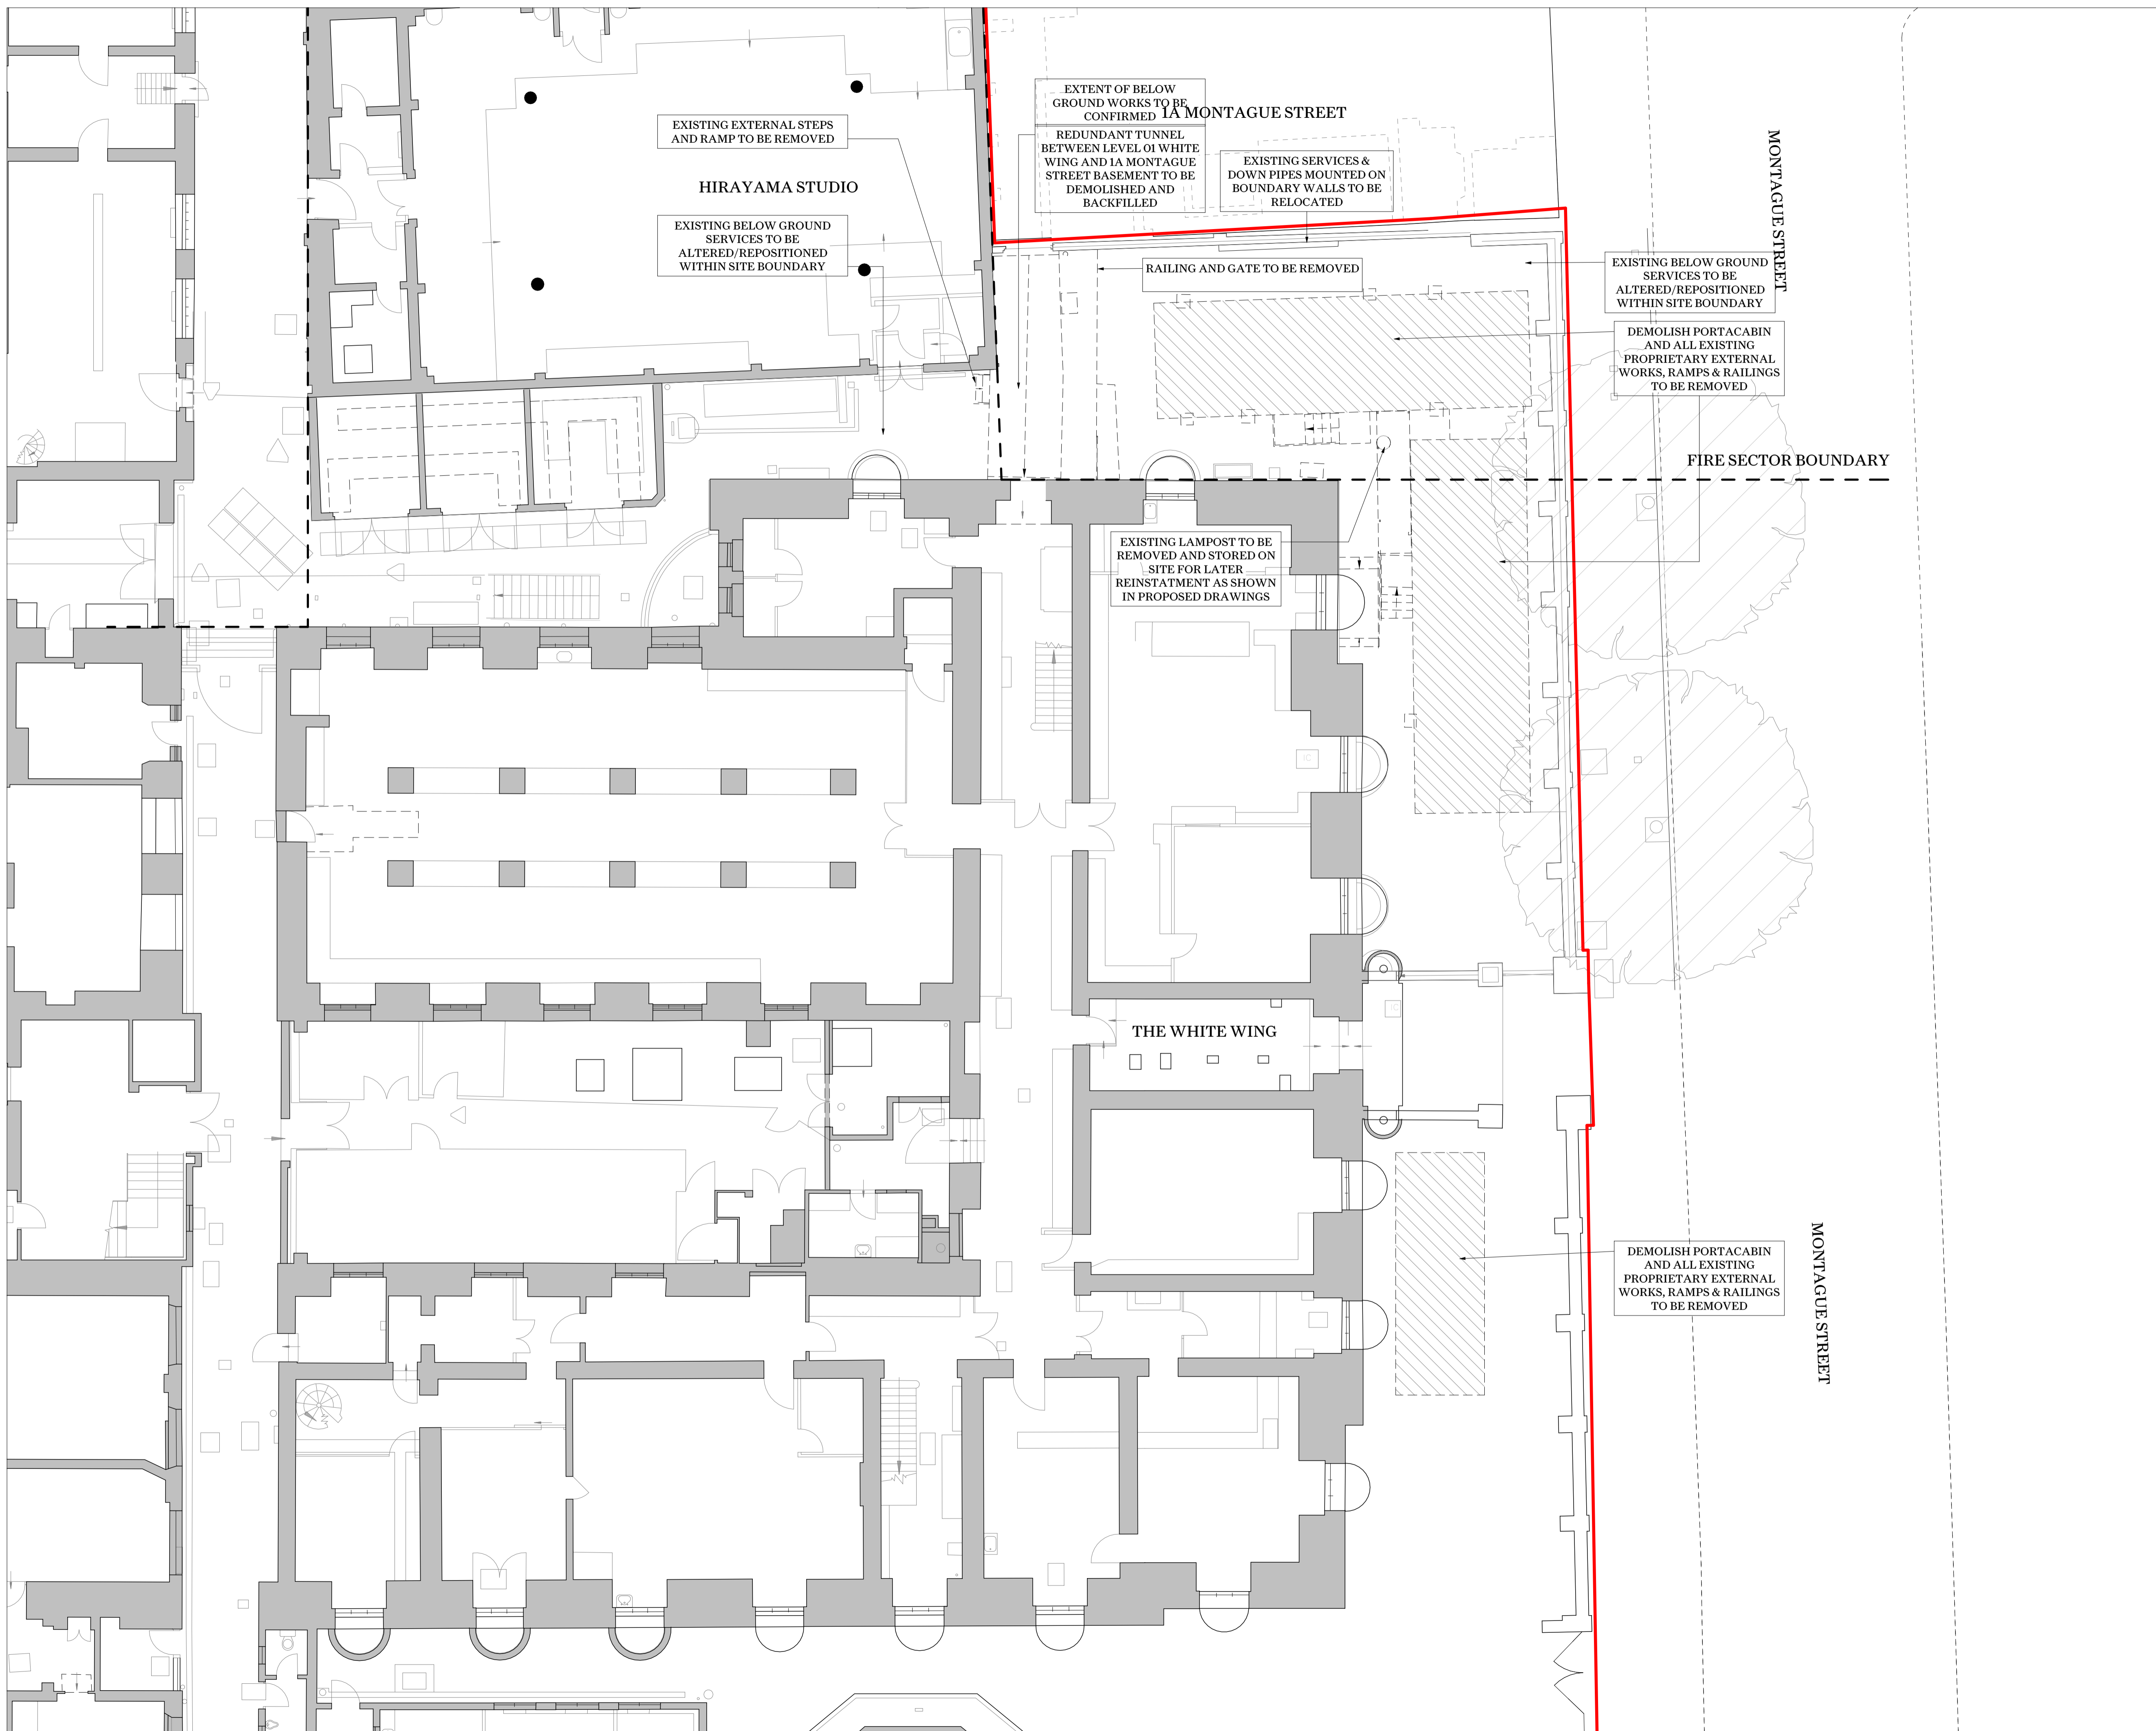 EXTENT OF BELOW
GROUND WORKS TO BE
CONFIRMED
1A MONTAGUE STREET
EXISTING EXTERNAL STEPS
AND RAMP TO BE REMOVED
REDUNDANT TUNNEL
BETWEEN LEVEL 01 WHITE
WING AND 1A MONTAGUE
STREET BASEMENT TO BE
DEMOLISHED AND
BACKFILLED
EXISTING SERVICES &
DOWN PIPES MOUNTED ON
BOUNDARY WALLS TO BE
RELOCATED
MONTAGUE STREET
HIRAYAMA STUDIO
EXISTING BELOW GROUND
SERVICES TO BE
ALTERED/REPOSITIONED
WITHIN SITE BOUNDARY
RAILING AND GATE TO BE REMOVED
EXISTING BELOW GROUND
SERVICES TO BE
ALTERED/REPOSITIONED
WITHIN SITE BOUNDARY
DEMOLISH PORTACABIN
AND ALL EXISTING
PROPRIETARY EXTERNAL
WORKS, RAMPS & RAILINGS
TO BE REMOVED
FIRE SECTOR BOUNDARY
EXISTING LAMPOST TO BE
REMOVED AND STORED ON
SITE FOR LATER
REINSTATMENT AS SHOWN
IN PROPOSED DRAWINGS
IC
IC
THE WHITE WING
DEMOLISH PORTACABIN
AND ALL EXISTING
PROPRIETARY EXTERNAL
WORKS, RAMPS & RAILINGS
TO BE REMOVED
MONTAGUE STREET